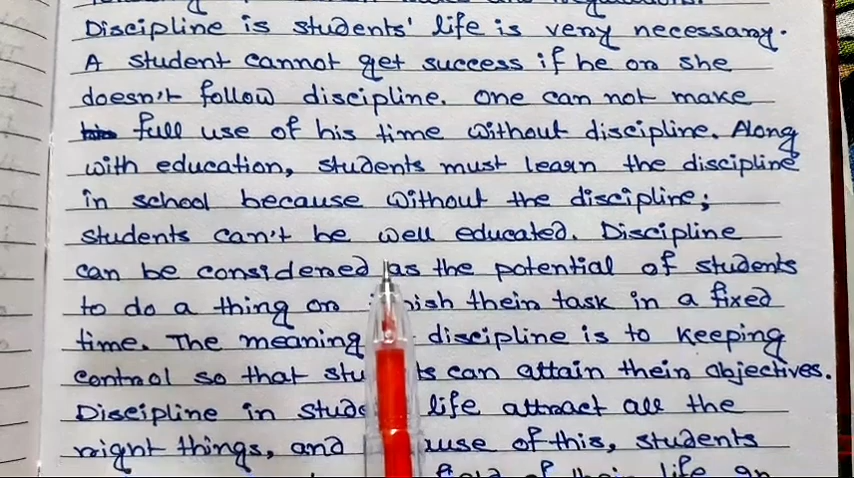 Discipline is students' life is very necessary.
A student cannot get success if he or she
doesn't follow discipline. One can not make
full use of his time without discipline. Along
with education, students must learn the discipline
in school because without the discipline;
students can't be well educated. Discipline
can be considered as the potential of students
to do a thing or their task in a fixed
time. The meaning discipline is to keeping
control so that can attain their objectives.
Discipline in life attract all the
right things, and of this, students
life